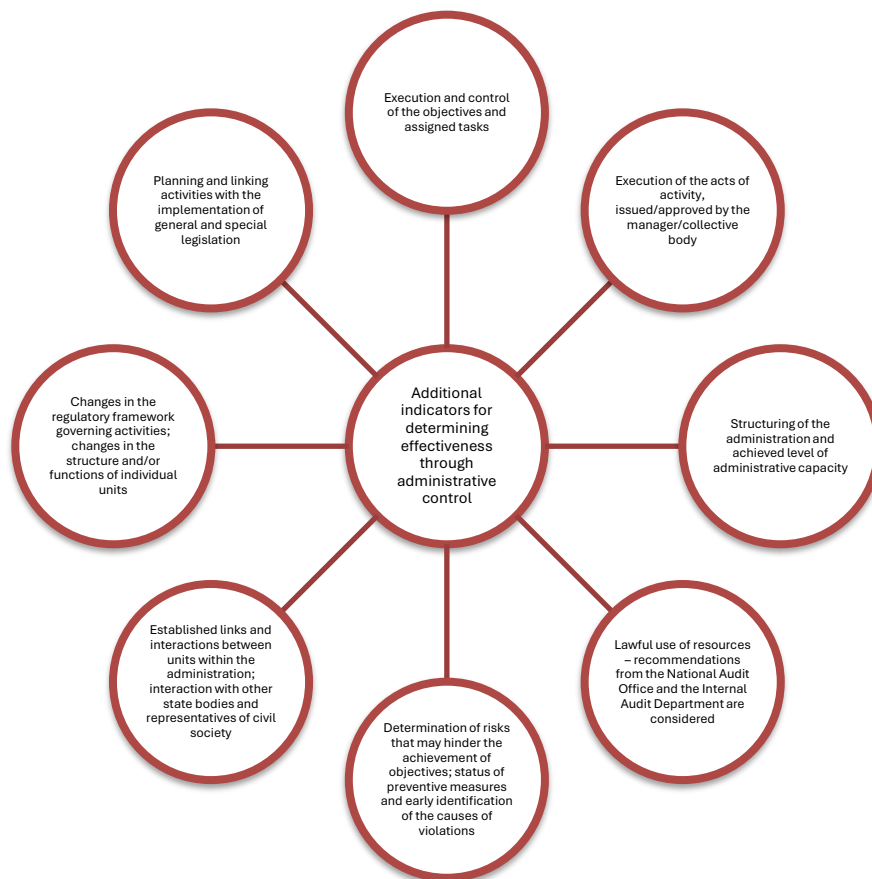 Execution and control
of the objectives and
assigned tasks
Execution of the acts of
activity,
issued/approved by the
manager/collective
body
Structuring of the
administration and
achieved level of
administrative capacity
Lawful use of resources
– recommendations
from the National Audit
Office and the Internal
Audit Department are
considered
Determination of risks
that may hinder the
achievement of
objectives; status of
preventive measures
and early identification
of the causes of
violations
Established links and
interactions between
units within the
administration;
interaction with other
state bodies and
representatives of civil
society
Changes in the
regulatory framework
governing activities;
changes in the
structure and/or
functions of individual
units
Planning and linking
activities with the
implementation of
general and special
legislation
Additional
indicators for
determining
effectiveness
through
administrative
control